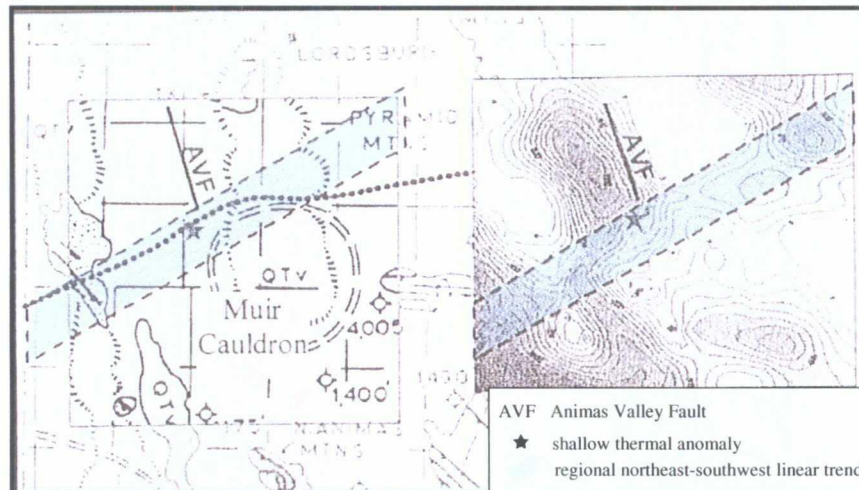 LORDSBURG
PYRAMID
MTNS
AVF
QTV
Muir
Cauldron
4,005
1,400'
QTV
175'
N. ANIMAS
MTNS
AVF
AVF Animas Valley Fault
shallow thermal anomaly
regional northeast-southwest linear trend